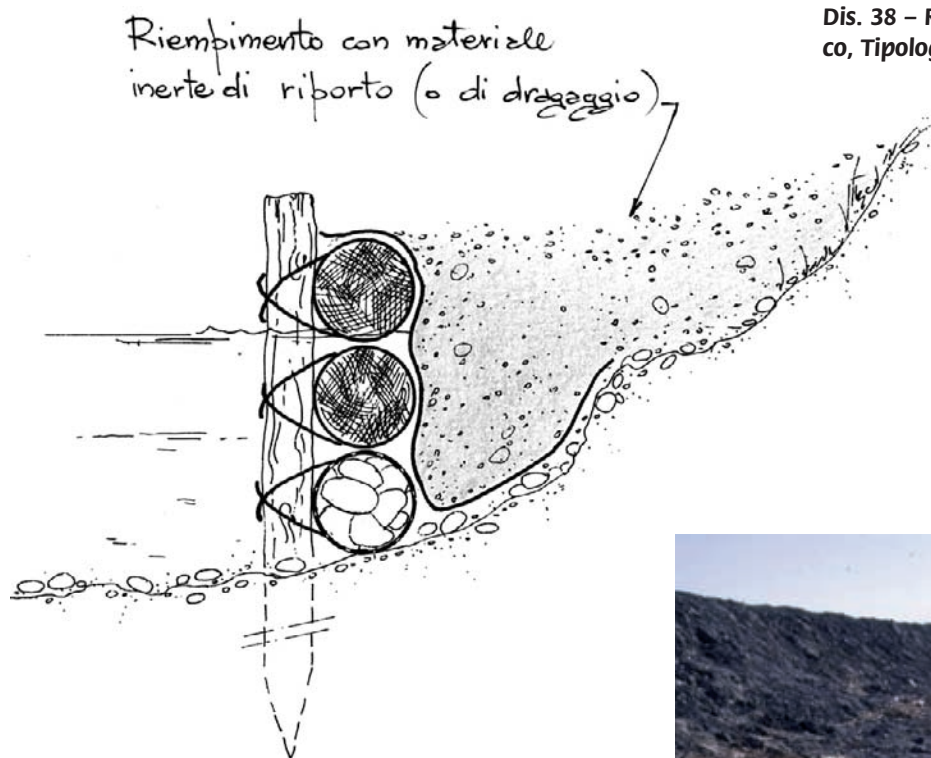 Riempimento con materiale
inerte di riporto (o di dragaggio)
Dis. 38 – F
co, Tipolog